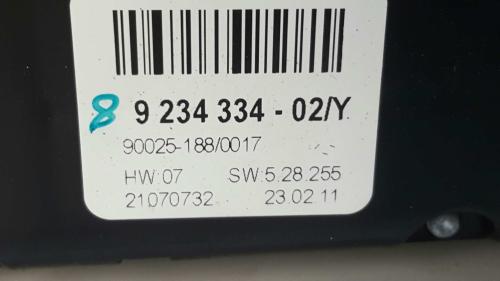 8 9 234 334 - 02/Y
90025-188/0017
HW:07 SW:5.28.255
21070732 23.02.11